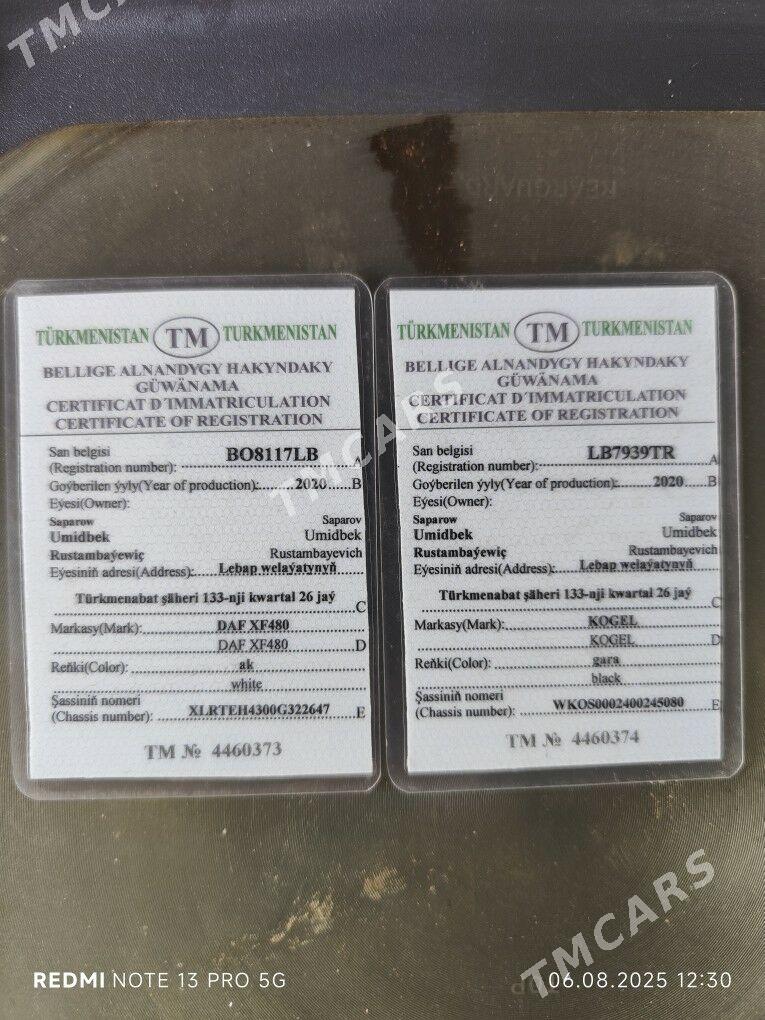 TMCARS
TÜRKMENISTAN TM TURKMENISTAN
BELLIGE ALNANDYGY HAKYNDAKY
GÜWÄNAMA
CERTIFICAT D'IMMATRICULATION
CERTIFICATE OF REGISTRATION
San belgisi
(Registration number): BO8117LB A
Goýberilen ýyly(Year of production): 2020 B
Eýesi(Owner):
Saparow Saparov
Umidbek Umidbek
Rustambaýewiç Rustambayevich
Eýesiniň adresi(Address): Lebap welaýatynyň
Türkmenabat şäheri 133-nji kwartal 26 jaý
C
Markasy(Mark): DAF XF480
DAF XF480 D
Reňki(Color): ak
white
Şassiniň nomeri
(Chassis number): XLRTEH4300G322647 E
TM № 4460373
TÜRKMENISTAN TM TURKMENISTAN
BELLIGE ALNANDYGY HAKYNDAKY
GÜWÄNAMA
CERTIFICAT D'IMMATRICULATION
CERTIFICATE OF REGISTRATION
San belgisi
(Registration number): LB7939TR A
Goýberilen ýyly(Year of production): 2020 B
Eýesi(Owner):
Saparow Saparov
Umidbek Umidbek
Rustambaýewiç Rustambayevich
Eýesiniň adresi(Address): Lebap welaýatynyň
Türkmenabat şäheri 133-nji kwartal 26 jaý
C
Markasy(Mark): KOGEL
KOGEL D
Reňki(Color): gara
black
Şassiniň nomeri
(Chassis number): WKOS0002400245080 E
TM № 4460374
TMCARS
TMCARS
REDMI NOTE 13 PRO 5G
06.08.2025 12:30